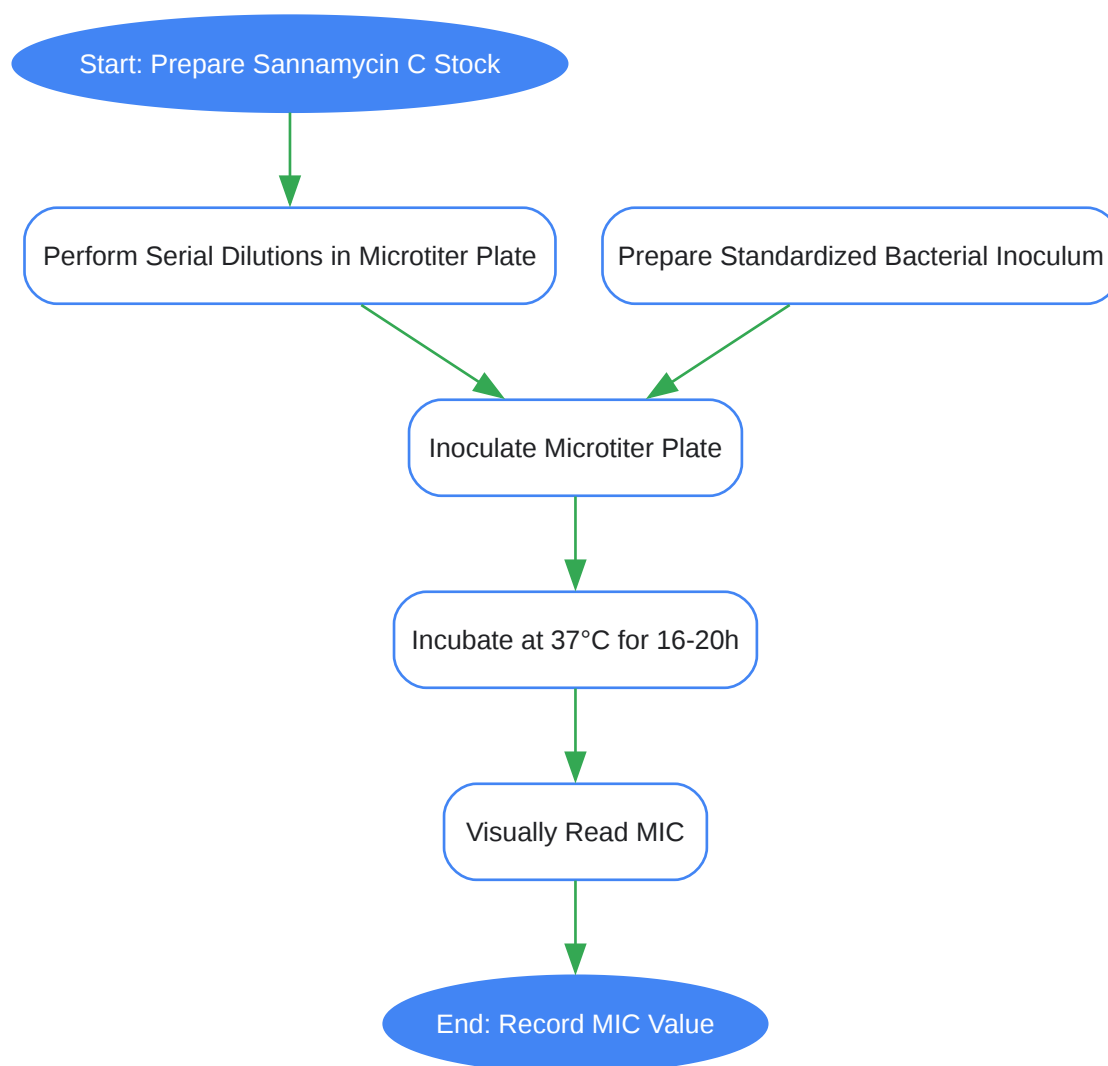 Start: Prepare Sannamycin C Stock
Perform Serial Dilutions in Microtiter Plate
Prepare Standardized Bacterial Inoculum
Inoculate Microtiter Plate
Incubate at 37°C for 16-20h
Visually Read MIC
End: Record MIC Value